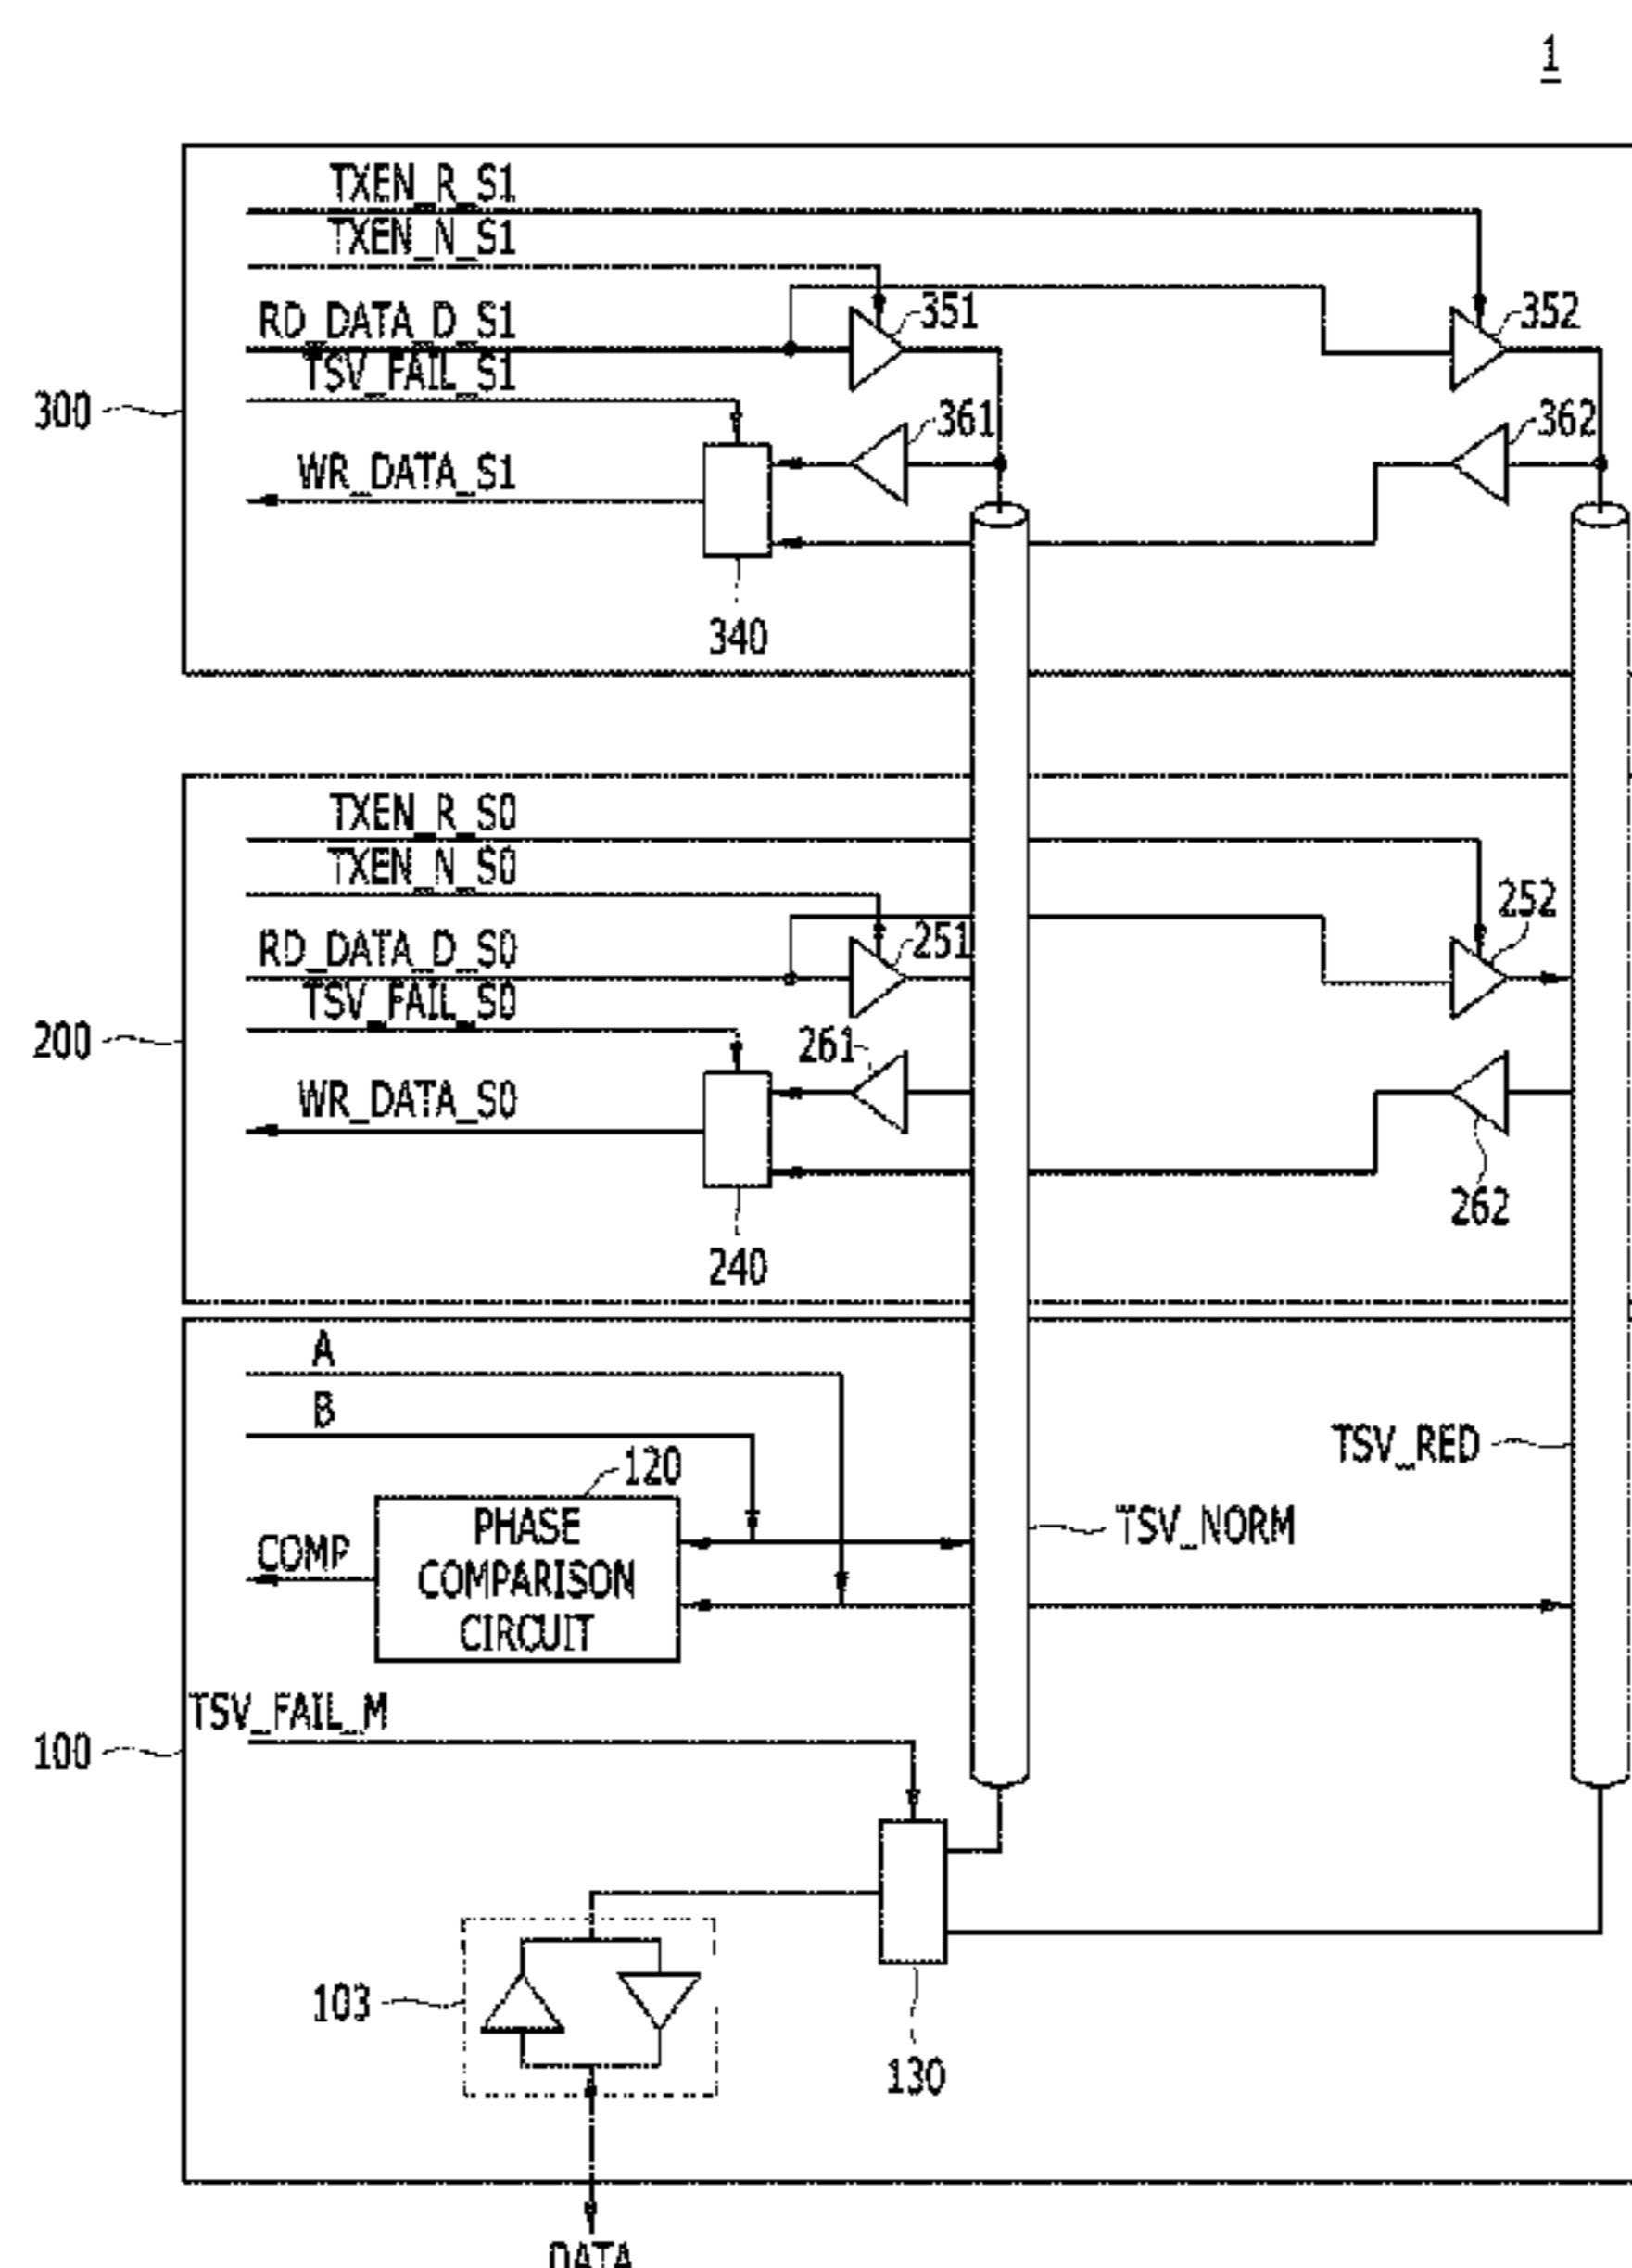 1
TXEN_R_S1
TXEN_N_S1
RD_DATA_D_S1
351
352
TSV_FAIL_S1
300
361
362
WR_DATA_S1
340
TXEN_R_S0
TXEN_N_S0
252
RD_DATA_D_S0
251
TSV_FAIL_S0
200
261
WR_DATA_S0
262
240
A
B
TSV_RED
120
PHASE
COMPARISON
CIRCUIT
TSV_NORM
COMP
TSV_FAIL_M
100
103
130
DATA